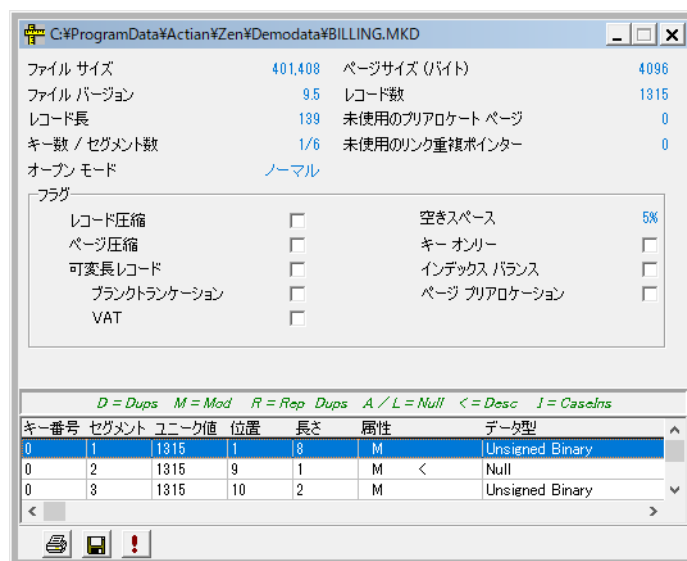 C:¥ProgramData¥Actian¥Zen¥Demodata¥BILLING.MKD
ファイル サイズ 401,408 ページサイズ (バイト) 4096
ファイル バージョン 9.5 レコード数 1315
レコード長 139 未使用のプリアロケート ページ 0
キー数 / セグメント数 1/6 未使用のリンク重複ポインター 0
オープン モード ノーマル
フラグ
レコード圧縮 空きスペース 5%
ページ圧縮 キー オンリー
可変長レコード インデックス バランス
ブランクトランケーション ページ プリアロケーション
VAT
D = Dups M = Mod R = Rep Dups A / L = Null < = Desc I = CaseIns
キー番号 セグメント ユニーク値 位置 長さ 属性 データ型
0 1 1315 1 8 M Unsigned Binary
0 2 1315 9 1 M < Null
0 3 1315 10 2 M Unsigned Binary